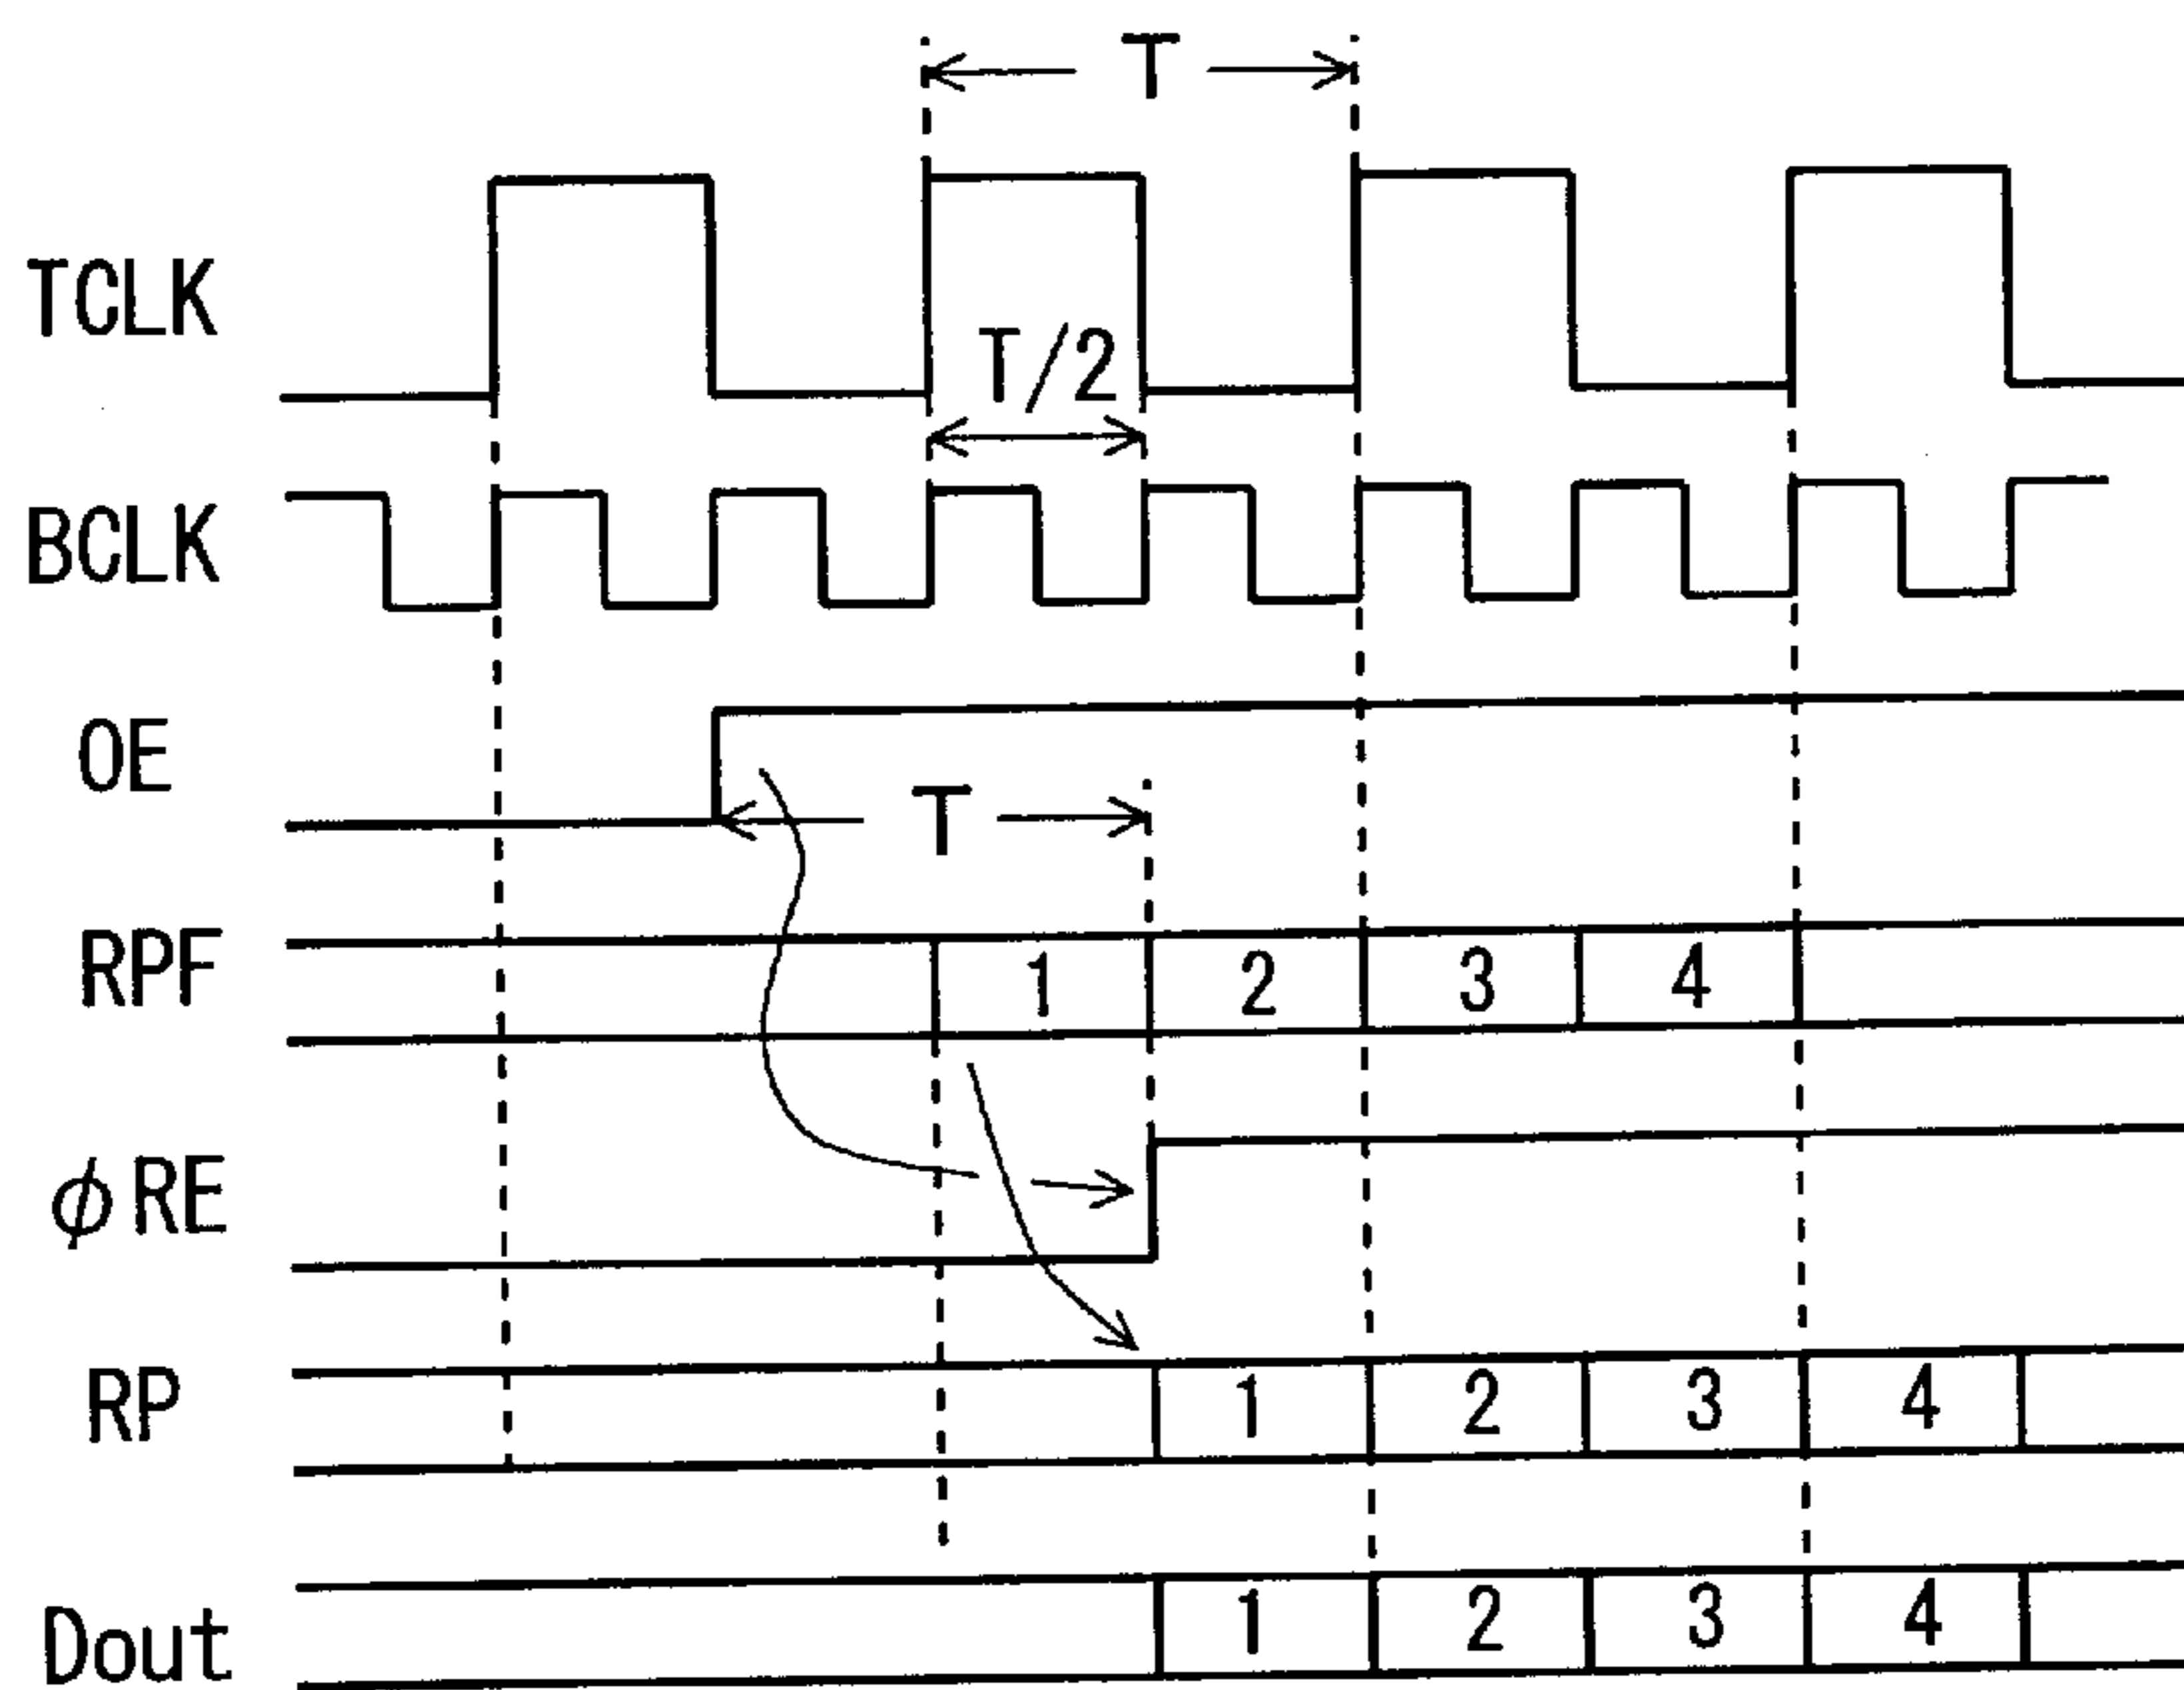 T
TCLK
T/2
BCLK
OE
T
RPF 1 2 3 4
φRE
RP 1 2 3 4
Dout 1 2 3 4